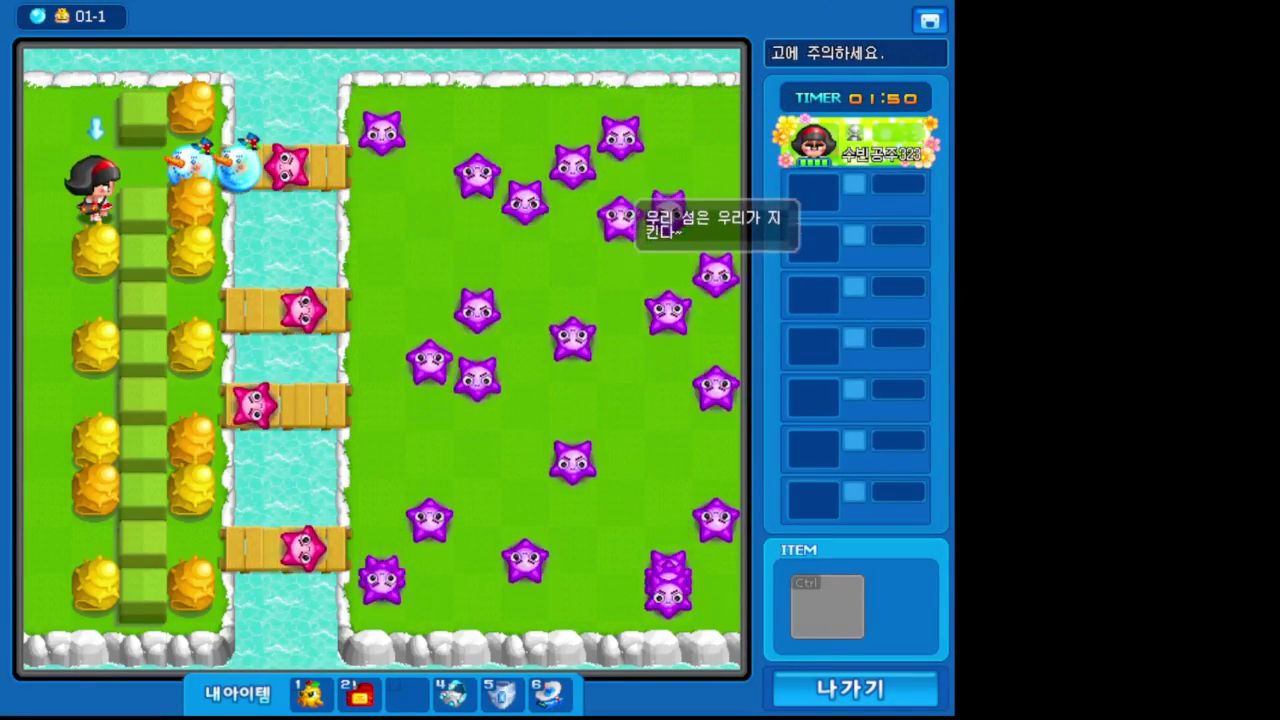 01-1
고에 주의하세요.
TIMER 01:50
수빈공주323
우리 섬은 우리가 지
킨다~
ITEM
Ctrl
내아이템
1
2
4
5
6
나가기